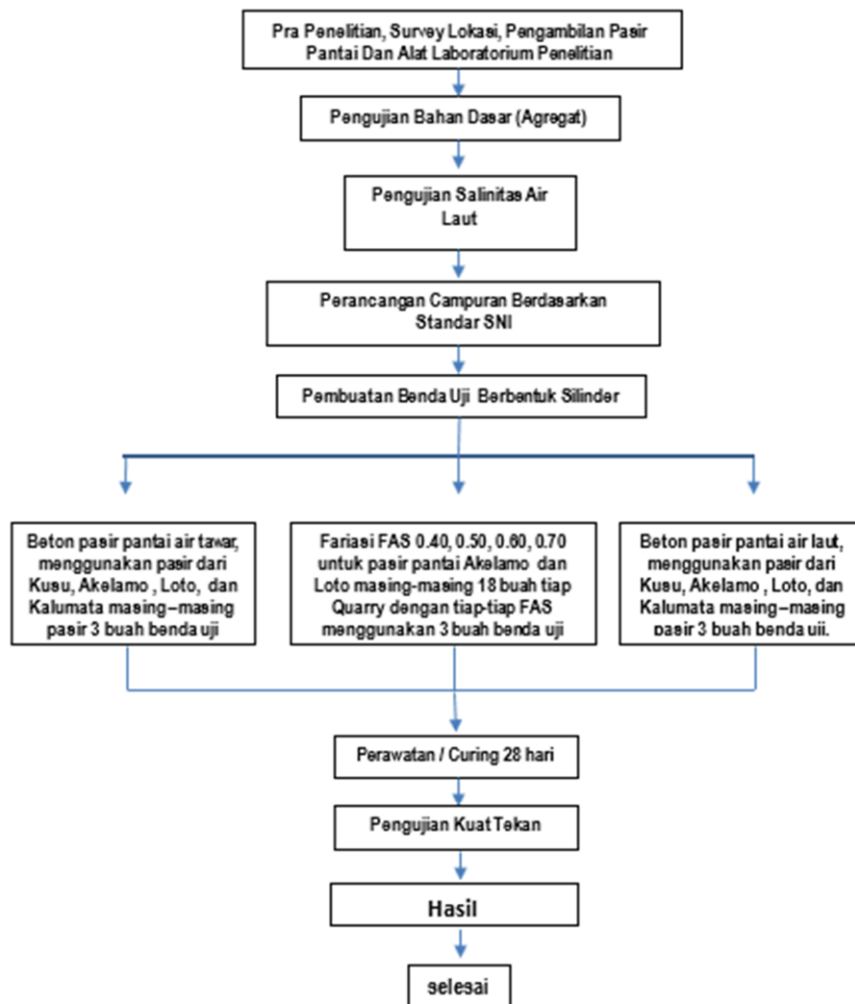 Pra Penelitian, Survey Lokasi, Pengambilan Pasir
Pantai Dan Alat Laboratorium Penelitian
Pengujian Bahan Dasar (Agregat)
Pengujian Salinitas Air
Laut
Perancangan Campuran Berdasarkan
Standar SNI
Pembuatan Benda Uji Berbentuk Silinder
Beton pasir pantai air tawar,
menggunakan pasir dari
Kusu, Akelamo , Loto, dan
Kalumata masing–masing
pasir 3 buah benda uji
Fariasi FAS 0.40, 0.50, 0.60, 0.70
untuk pasir pantai Akelamo dan
Loto masing-masing 18 buah tiap
Quarry dengan tiap-tiap FAS
menggunakan 3 buah benda uji
Beton pasir pantai air laut,
menggunakan pasir dari
Kusu, Akelamo , Loto, dan
Kalumata masing–masing
pasir 3 buah benda uji.
Perawatan / Curing 28 hari
Pengujian Kuat Tekan
Hasil
selesai